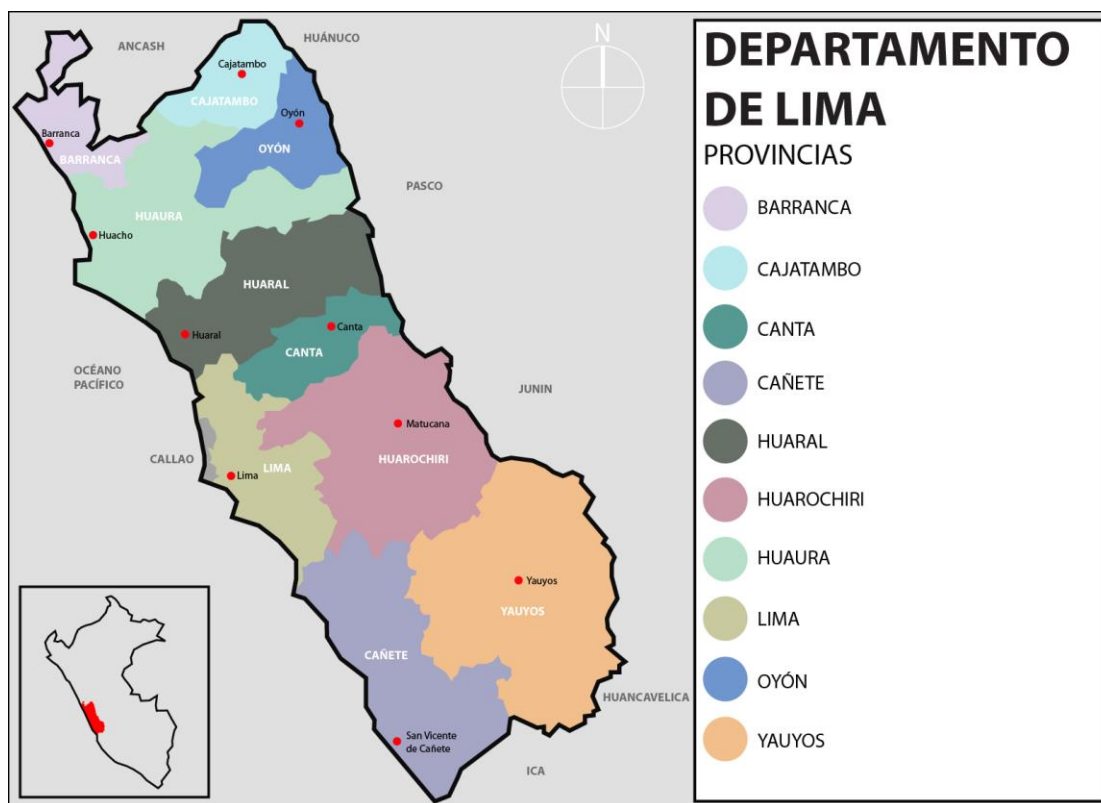 ANCASH
HUÁNUCO
N
Cajatambo
CAJATAMBO
Oyón
OYÓN
Barranca
BARRANCA
PASCO
HUAURA
Huacho
HUARAL
Huaral
Canta
CANTA
OCÉANO
PACÍFICO
JUNIN
Matucana
CALLAO
HUAROCHIRI
LIMA
Lima
Yauyos
YAUYOS
CAÑETE
HUANCAVELICA
San Vicente
de Cañete
ICA
DEPARTAMENTO
DE LIMA
PROVINCIAS
BARRANCA
CAJATAMBO
CANTA
CAÑETE
HUARAL
HUAROCHIRI
HUAURA
LIMA
OYÓN
YAUYOS